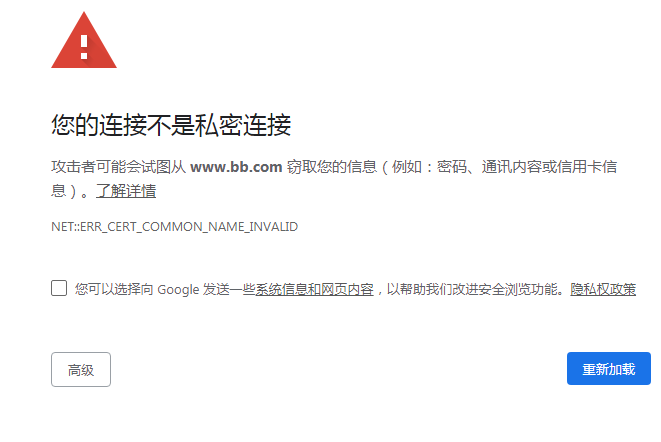 您的连接不是私密连接
攻击者可能会试图从 www.bb.com 窃取您的信息（例如：密码、通讯内容或信用卡信
息）。了解详情
NET::ERR_CERT_COMMON_NAME_INVALID
您可以选择向 Google 发送一些系统信息和网页内容，以帮助我们改进安全浏览功能。隐私权政策
高级
重新加载